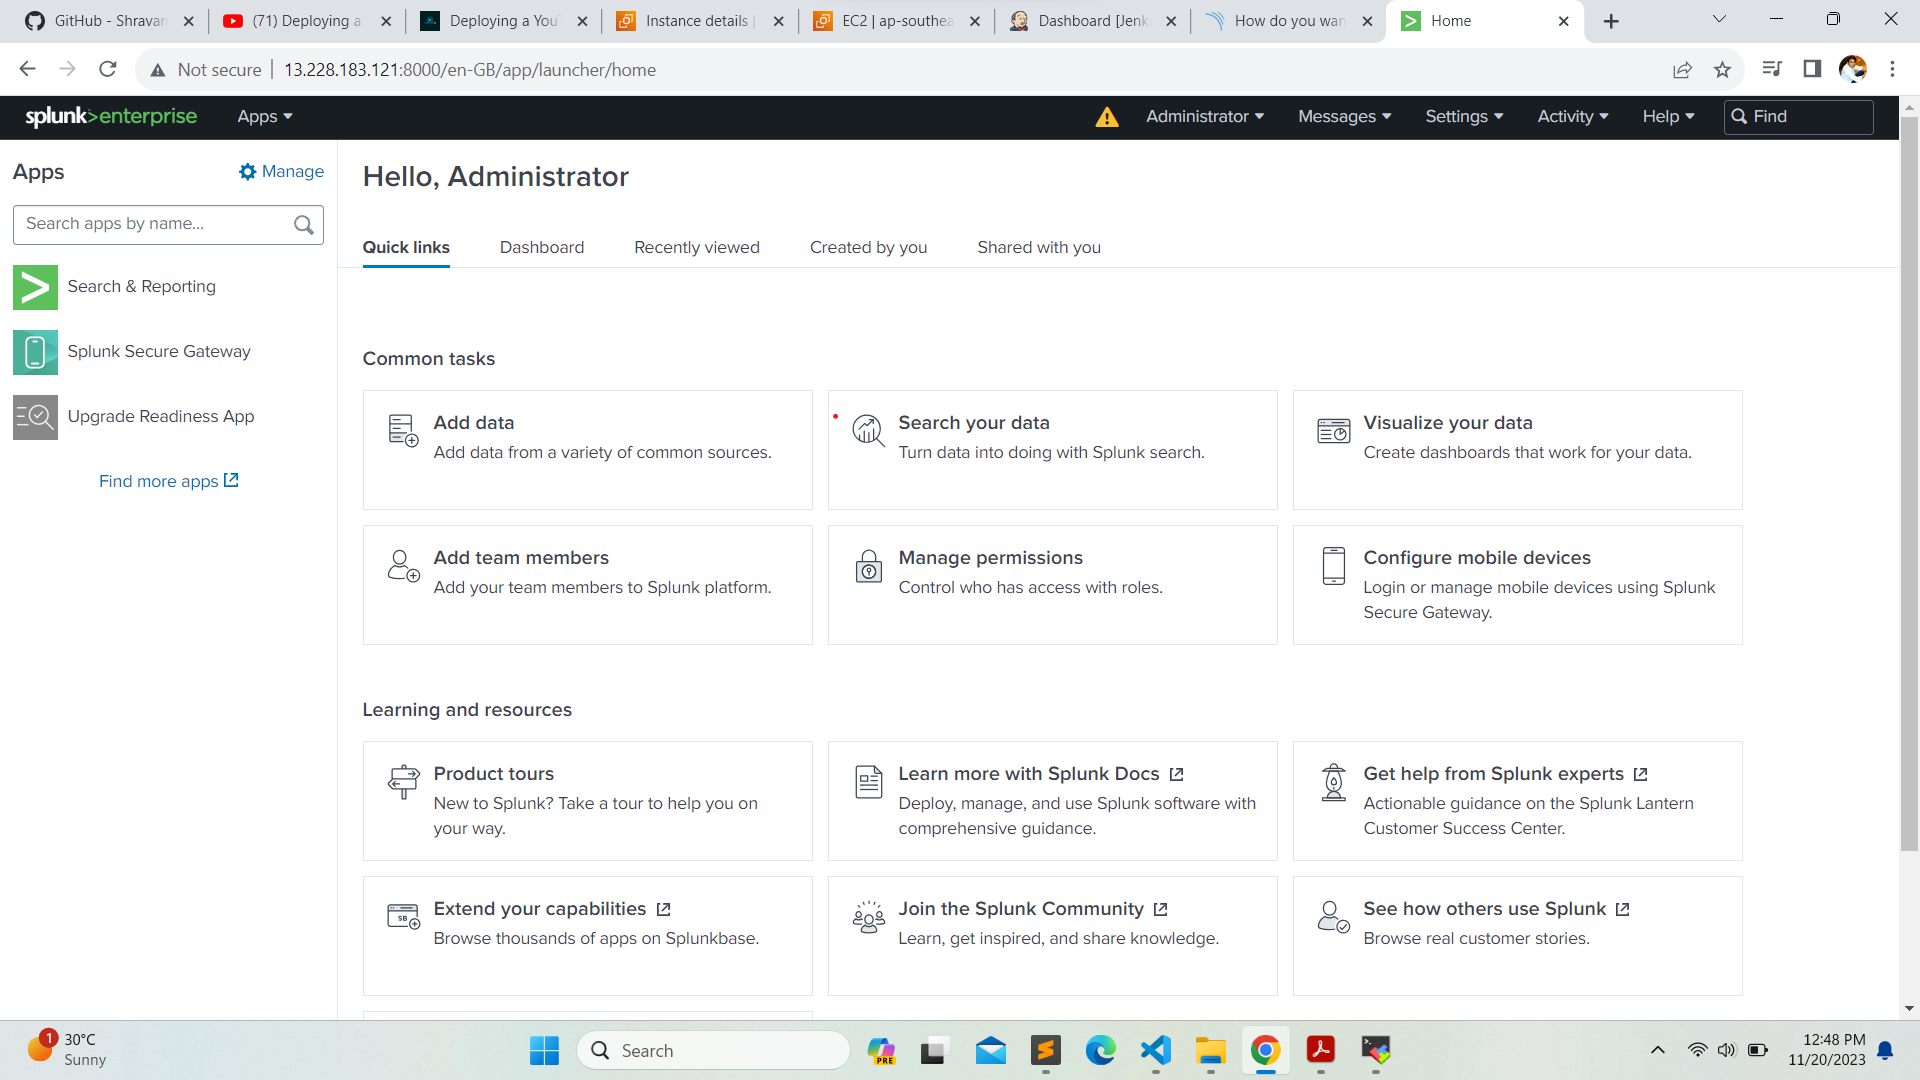 GitHub - Shravan
(71) Deploying a
Deploying a You
Instance details |
EC2 | ap-southea
Dashboard [Jenk
How do you wan
Home
Not secure
13.228.183.121:8000/en-GB/app/launcher/home
splunk>enterprise
Apps
Administrator
Messages
Settings
Activity
Help
Find
Apps
Manage
Search apps by name...
Search & Reporting
Splunk Secure Gateway
Upgrade Readiness App
Find more apps
Hello, Administrator
Quick links
Dashboard
Recently viewed
Created by you
Shared with you
Common tasks
Add data
Add data from a variety of common sources.
Search your data
Turn data into doing with Splunk search.
Visualize your data
Create dashboards that work for your data.
Add team members
Add your team members to Splunk platform.
Manage permissions
Control who has access with roles.
Configure mobile devices
Login or manage mobile devices using Splunk
Secure Gateway.
Learning and resources
Product tours
New to Splunk? Take a tour to help you on
your way.
Learn more with Splunk Docs
Deploy, manage, and use Splunk software with
comprehensive guidance.
Get help from Splunk experts
Actionable guidance on the Splunk Lantern
Customer Success Center.
SB
Extend your capabilities
Browse thousands of apps on Splunkbase.
Join the Splunk Community
Learn, get inspired, and share knowledge.
See how others use Splunk
Browse real customer stories.
1
30°C
Sunny
Search
PRE
12:48 PM
11/20/2023